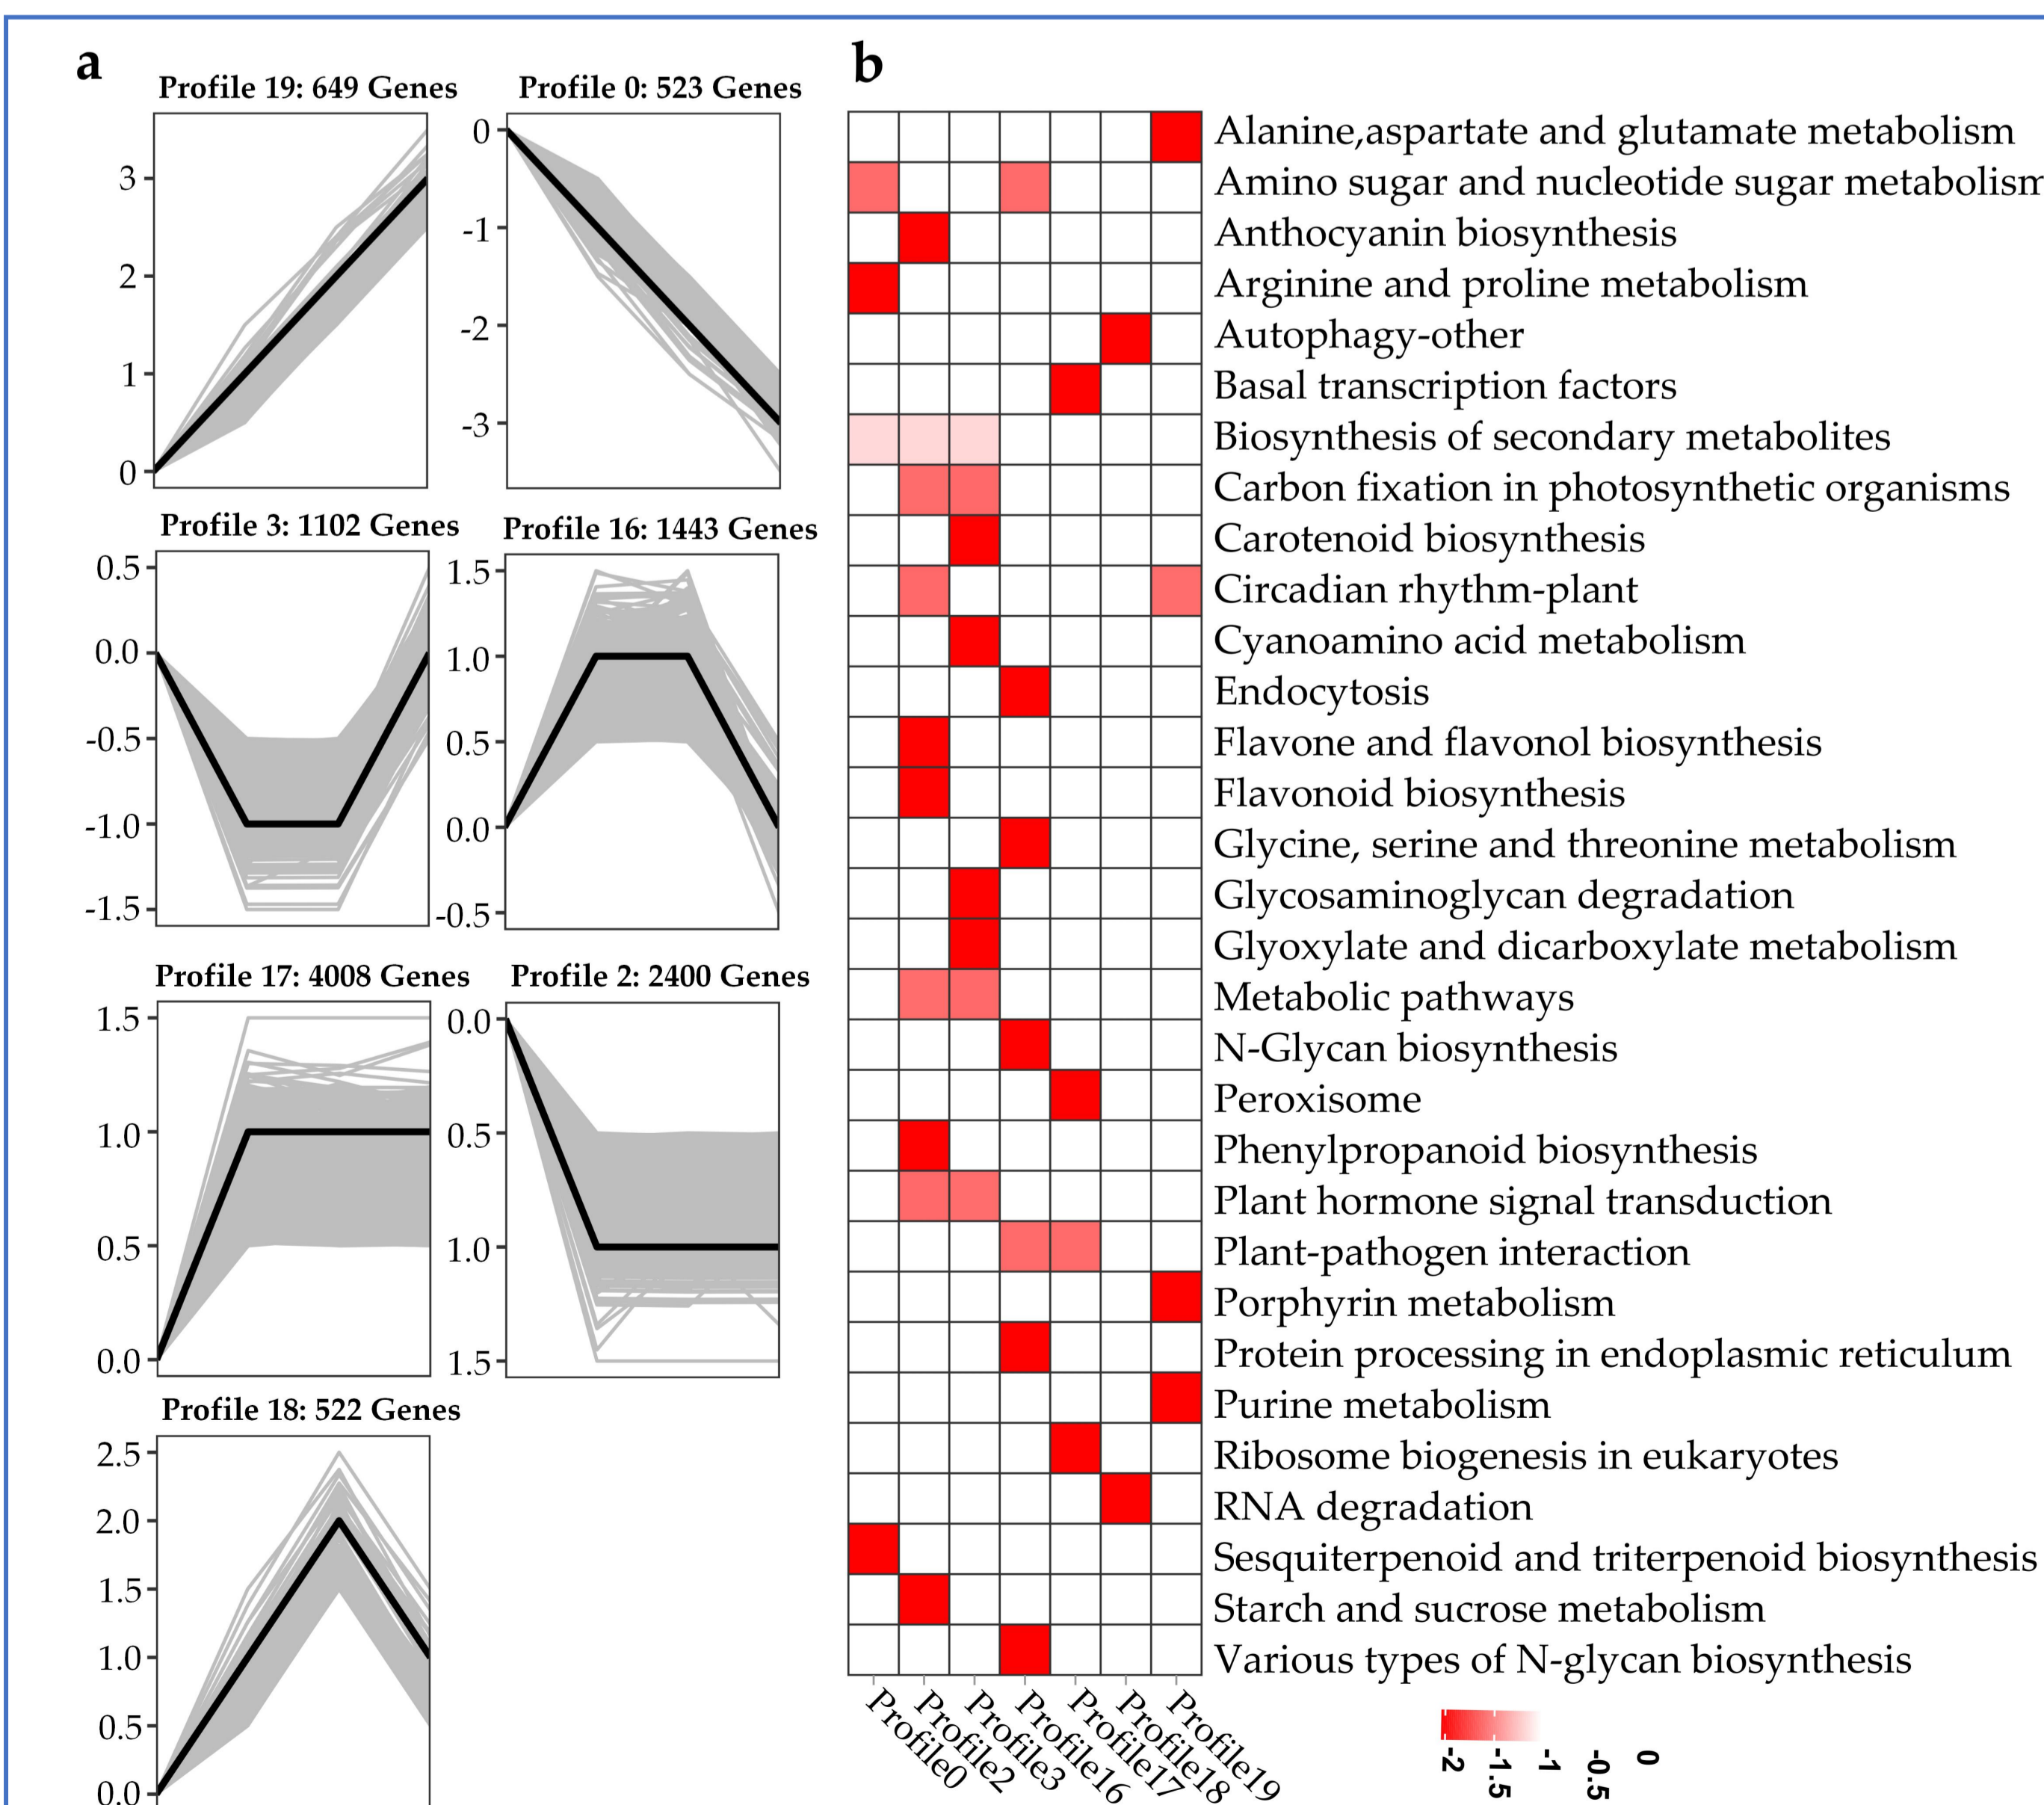 a
Profile 19: 649 Genes
3
2
1
0
Profile 0: 523 Genes
0
-1
-2
-3
Profile 3: 1102 Genes
0.5
0.0
-0.5
-1.0
-1.5
Profile 16: 1443 Genes
1.5
1.0
0.5
0.0
-0.5
Profile 17: 4008 Genes
1.5
1.0
0.5
0.0
Profile 2: 2400 Genes
0.0
0.5
1.0
1.5
Profile 18: 522 Genes
2.5
2.0
1.5
1.0
0.5
0.0
b
Alanine,aspartate and glutamate metabolism
Amino sugar and nucleotide sugar metabolism
Anthocyanin biosynthesis
Arginine and proline metabolism
Autophagy-other
Basal transcription factors
Biosynthesis of secondary metabolites
Carbon fixation in photosynthetic organisms
Carotenoid biosynthesis
Circadian rhythm-plant
Cyanoamino acid metabolism
Endocytosis
Flavone and flavonol biosynthesis
Flavonoid biosynthesis
Glycine, serine and threonine metabolism
Glycosaminoglycan degradation
Glyoxylate and dicarboxylate metabolism
Metabolic pathways
N-Glycan biosynthesis
Peroxisome
Phenylpropanoid biosynthesis
Plant hormone signal transduction
Plant-pathogen interaction
Porphyrin metabolism
Protein processing in endoplasmic reticulum
Purine metabolism
Ribosome biogenesis in eukaryotes
RNA degradation
Sesquiterpenoid and triterpenoid biosynthesis
Starch and sucrose metabolism
Various types of N-glycan biosynthesis
Profile0
Profile2
Profile3
Profile16
Profile17
Profile18
Profile19
-2
-1.5
-1
-0.5
0